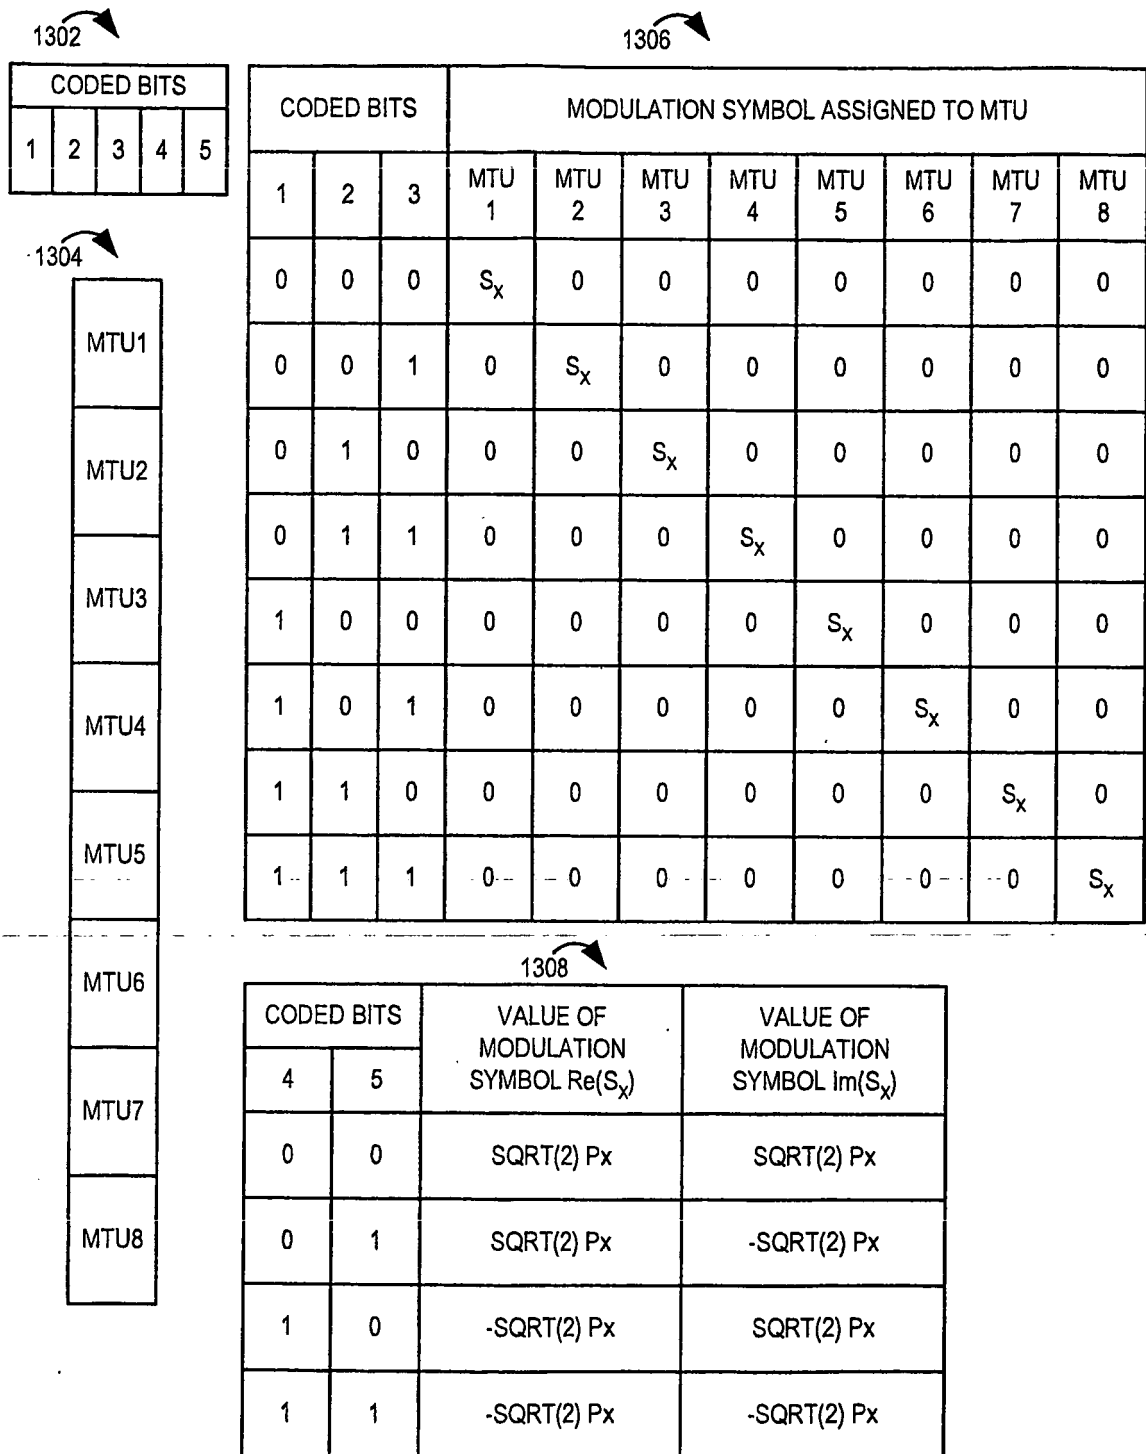 1302
CODED BITS
1 2 3 4 5
1304
MTU1
MTU2
MTU3
MTU4
MTU5
MTU6
MTU7
MTU8
1306
CODED BITS MODULATION SYMBOL ASSIGNED TO MTU
1 2 3 MTU 1 MTU 2 MTU 3 MTU 4 MTU 5 MTU 6 MTU 7 MTU 8
0 0 0 Sx 0 0 0 0 0 0 0
0 0 1 0 Sx 0 0 0 0 0 0
0 1 0 0 0 Sx 0 0 0 0 0
0 1 1 0 0 0 Sx 0 0 0 0
1 0 0 0 0 0 0 Sx 0 0 0
1 0 1 0 0 0 0 0 Sx 0 0
1 1 0 0 0 0 0 0 0 Sx 0
1 1 1 0 0 0 0 0 0 0 Sx
1308
CODED BITS
4 5
VALUE OF
MODULATION
SYMBOL Re(Sx)
VALUE OF
MODULATION
SYMBOL Im(Sx)
0 0 SQRT(2) Px SQRT(2) Px
0 1 SQRT(2) Px -SQRT(2) Px
1 0 -SQRT(2) Px SQRT(2) Px
1 1 -SQRT(2) Px -SQRT(2) Px